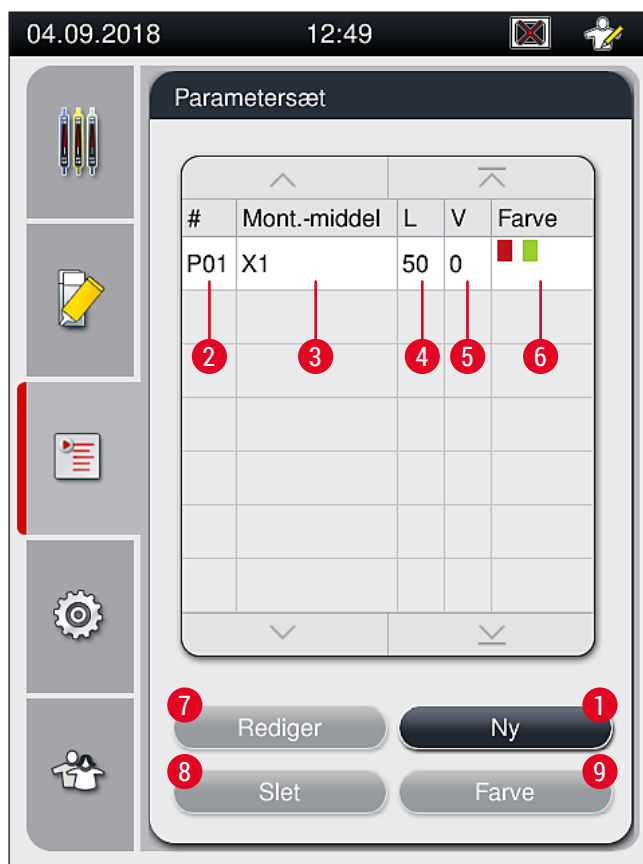 04.09.2018 12:49
Parametersæt
# Mont.-middel L V Farve
P01 X1 50 0
2 3 4 5 6
7 1
Rediger Ny
8 9
Slet Farve